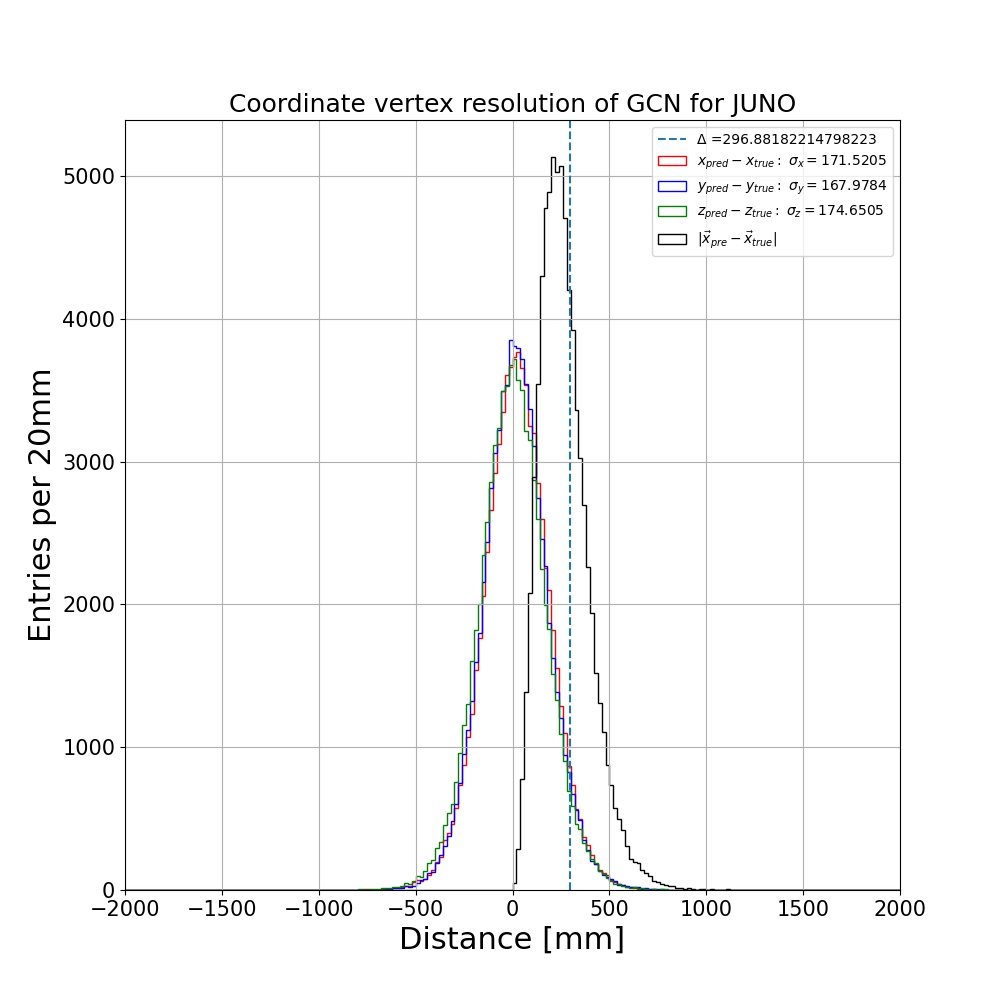 Coordinate vertex resolution of GCN for JUNO
Δ =296.88182214798223
x_pred − x_true : σ_x = 171.5205
y_pred − y_true : σ_y = 167.9784
z_pred − z_true : σ_z = 174.6505
|x⃗_pre − x⃗_true|
Entries per 20mm
5000
4000
3000
2000
1000
0
−2000 −1500 −1000 −500 0 500 1000 1500 2000
Distance [mm]